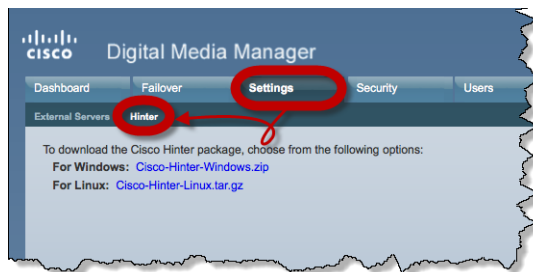 CISCO Digital Media Manager
Dashboard Failover Settings Security Users
External Servers Hinter
To download the Cisco Hinter package, choose from the following options:
For Windows: Cisco-Hinter-Windows.zip
For Linux: Cisco-Hinter-Linux.tar.gz